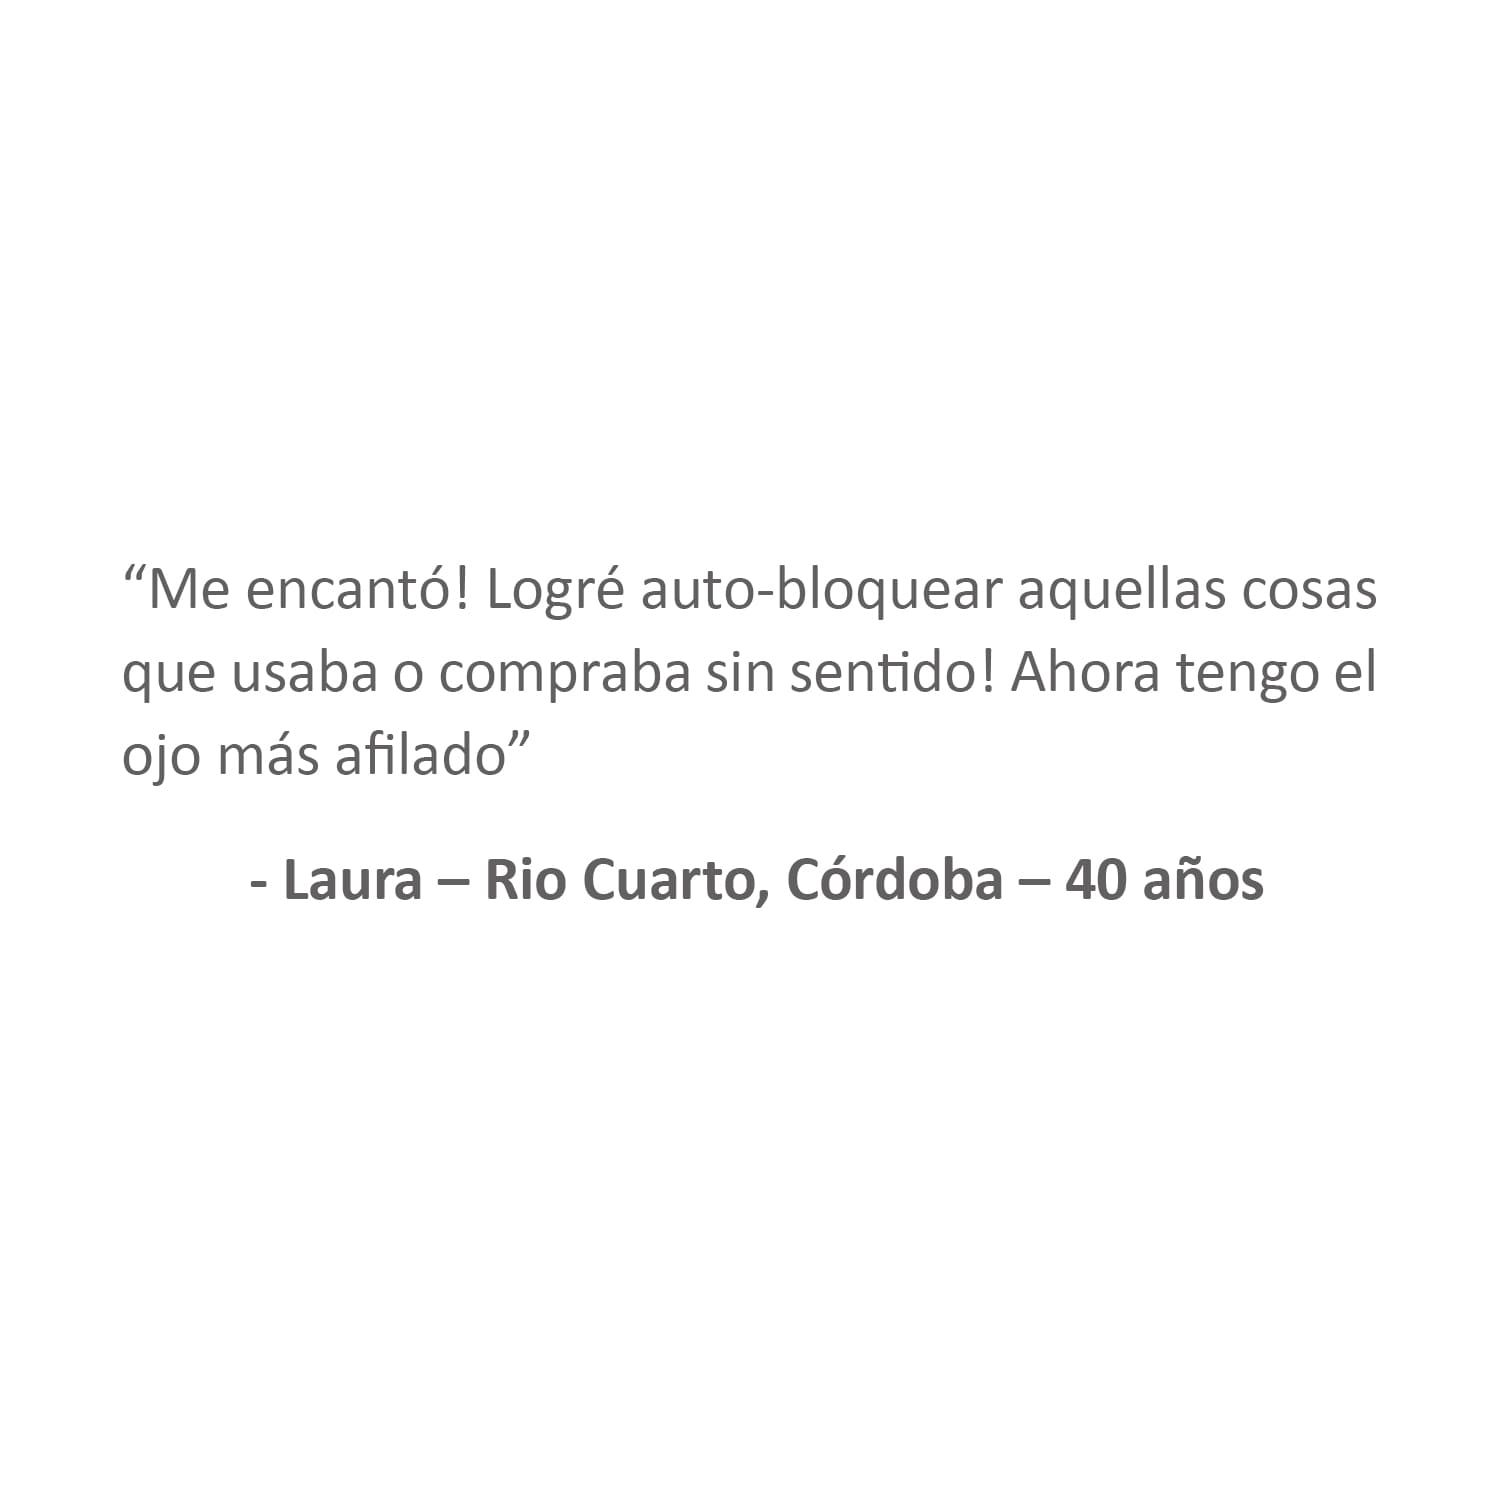 “Me encantó! Logré auto-bloquear aquellas cosas
que usaba o compraba sin sentido! Ahora tengo el
ojo más afilado”
- Laura – Rio Cuarto, Córdoba – 40 años